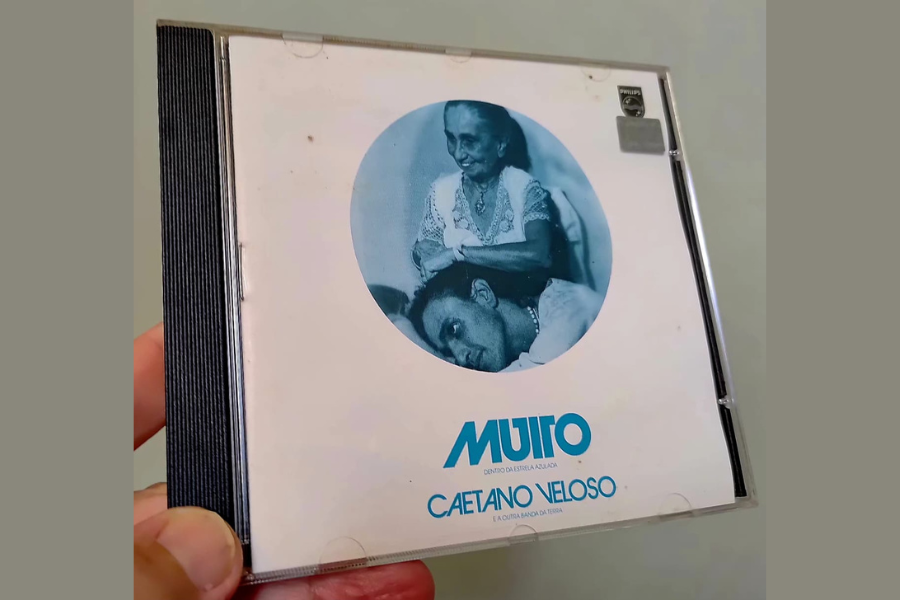 PHILIPS
MUITO
DENTRO DA ESTRELA AZULADA
CAETANO VELOSO
E A OUTRA BANDA DA TERRA